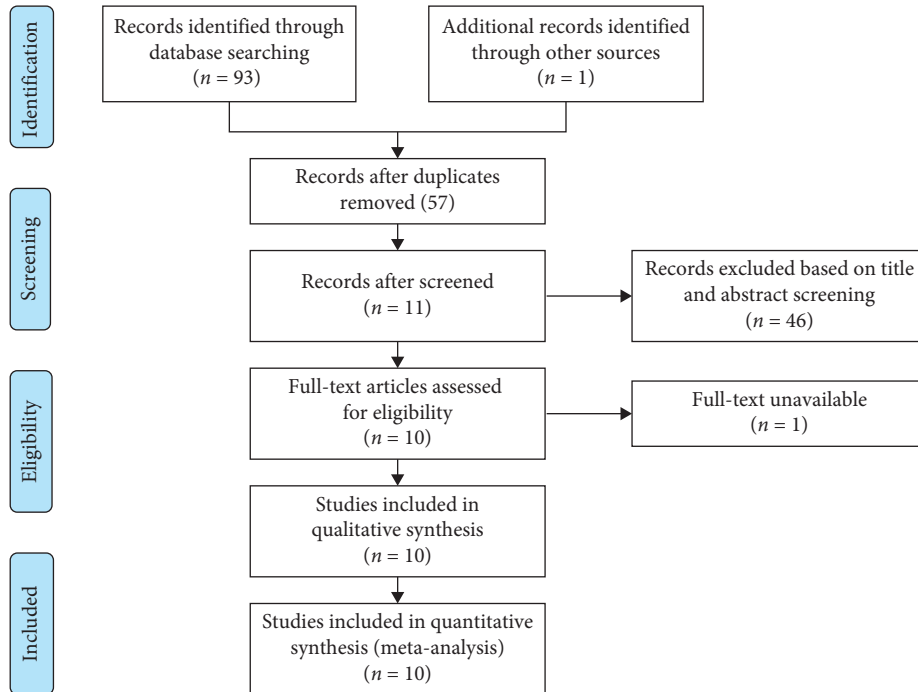 Identification
Records identified through
database searching
(n = 93)
Additional records identified
through other sources
(n = 1)
Records after duplicates
removed (57)
Screening
Records after screened
(n = 11)
Records excluded based on title
and abstract screening
(n = 46)
Eligibility
Full-text articles assessed
for eligibility
(n = 10)
Full-text unavailable
(n = 1)
Studies included in
qualitative synthesis
(n = 10)
Included
Studies included in quantitative
synthesis (meta-analysis)
(n = 10)